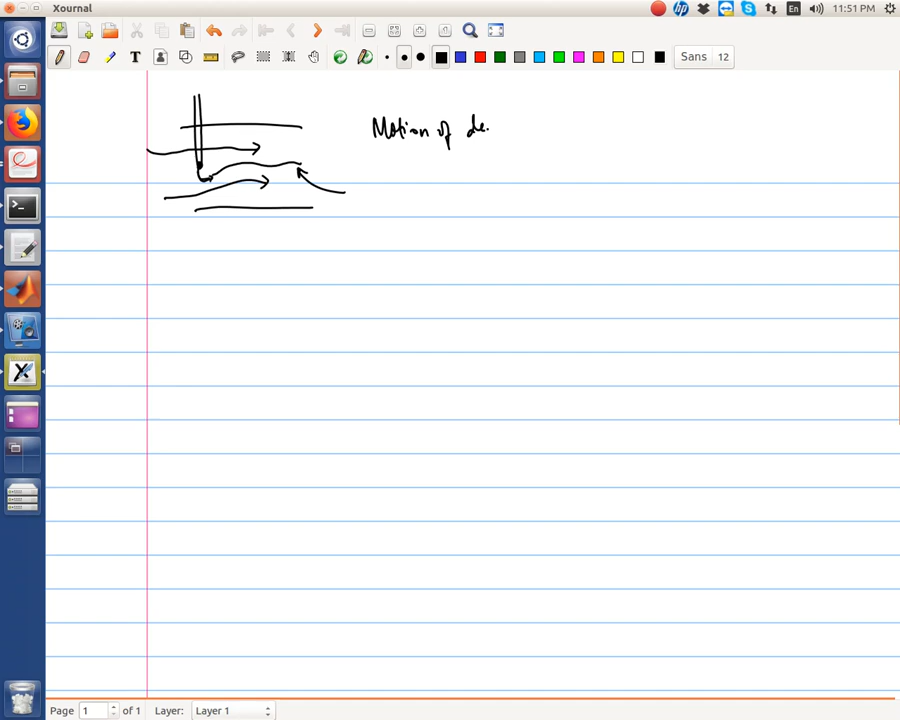 Xournal
En
11:51 PM
Sans 12
Motion of de
Page 1 of 1 Layer: Layer 1